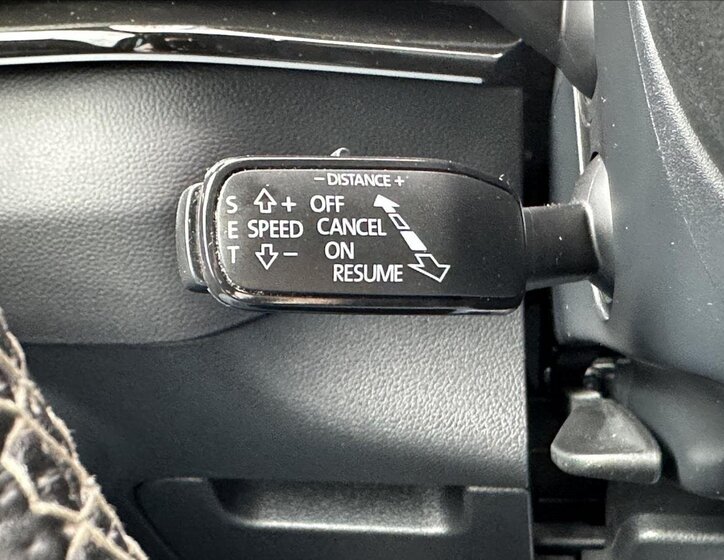 − DISTANCE +
S + OFF
E SPEED CANCEL
T − ON
RESUME